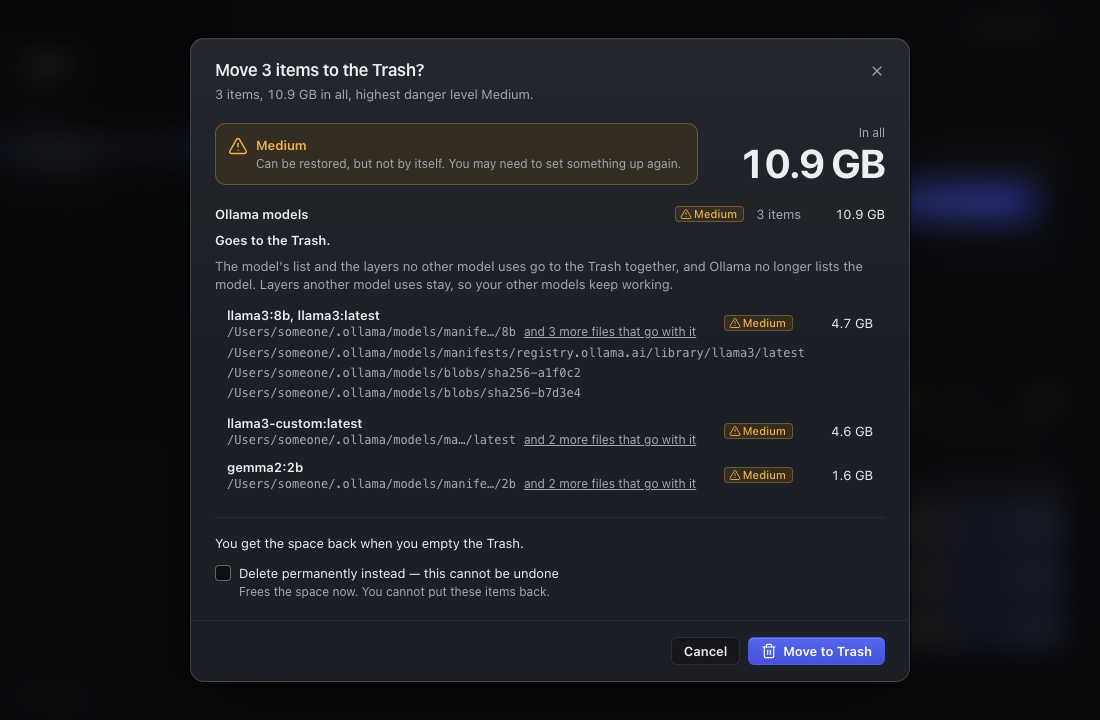 Move 3 items to the Trash?
3 items, 10.9 GB in all, highest danger level Medium.
Medium
Can be restored, but not by itself. You may need to set something up again.
In all
10.9 GB
Ollama models Medium 3 items 10.9 GB
Goes to the Trash.
The model's list and the layers no other model uses go to the Trash together, and Ollama no longer lists the
model. Layers another model uses stay, so your other models keep working.
llama3:8b, llama3:latest
/Users/someone/.ollama/models/manife…/8b and 3 more files that go with it Medium 4.7 GB
/Users/someone/.ollama/models/manifests/registry.ollama.ai/library/llama3/latest
/Users/someone/.ollama/models/blobs/sha256-a1f0c2
/Users/someone/.ollama/models/blobs/sha256-b7d3e4
llama3-custom:latest
/Users/someone/.ollama/models/ma…/latest and 2 more files that go with it Medium 4.6 GB
gemma2:2b
/Users/someone/.ollama/models/manife…/2b and 2 more files that go with it Medium 1.6 GB
You get the space back when you empty the Trash.
Delete permanently instead — this cannot be undone
Frees the space now. You cannot put these items back.
Cancel Move to Trash